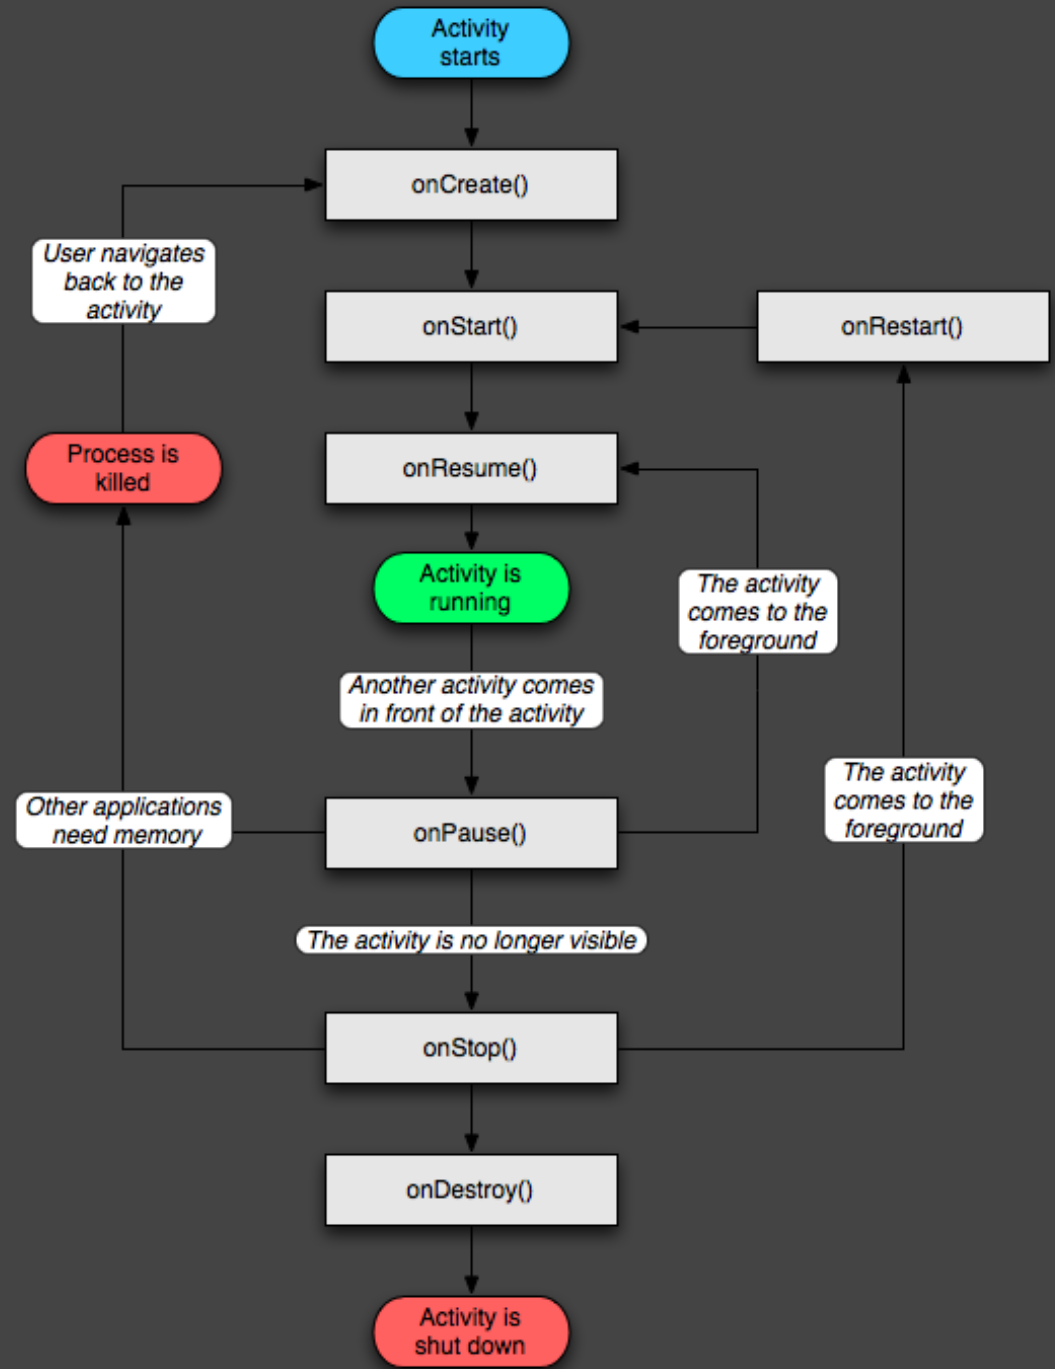 Activity
starts
onCreate()
User navigates
back to the
activity
onStart()
onRestart()
Process is
killed
onResume()
Activity is
running
The activity
comes to the
foreground
Another activity comes
in front of the activity
The activity
comes to the
foreground
Other applications
need memory
onPause()
The activity is no longer visible
onStop()
onDestroy()
Activity is
shut down